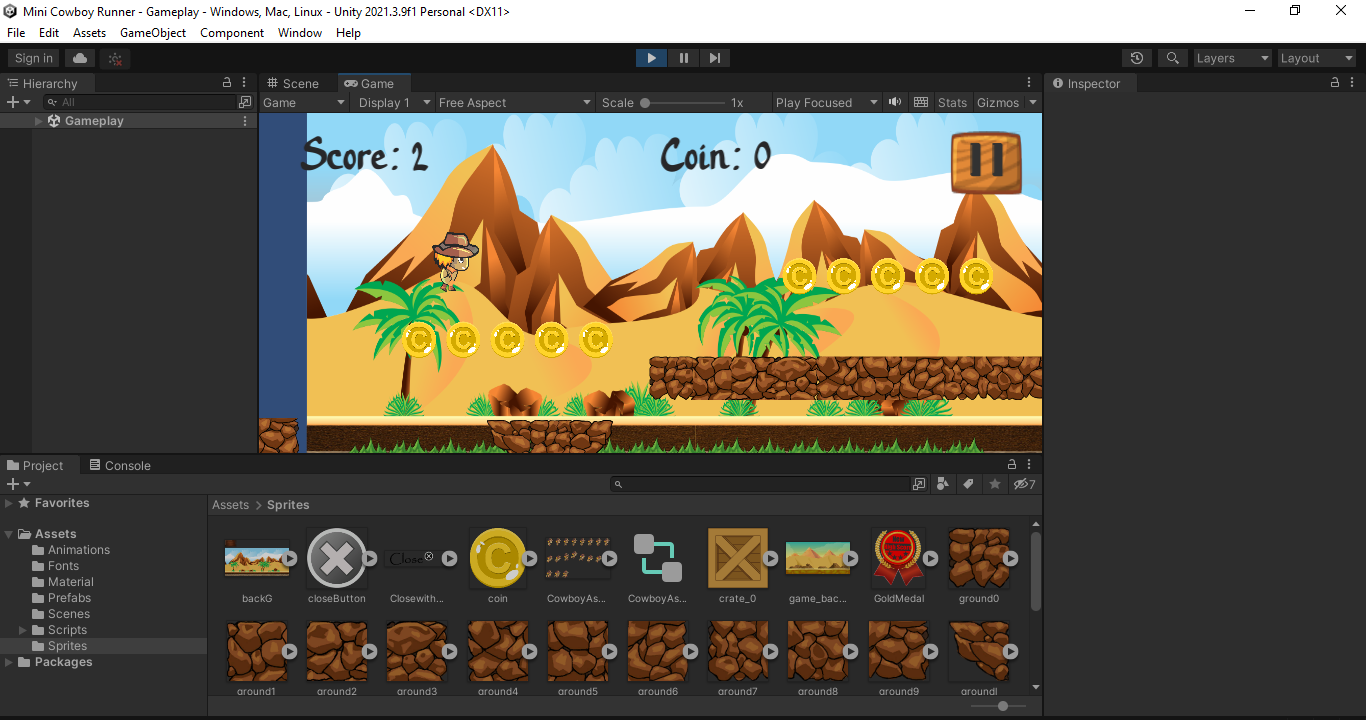 Mini Cowboy Runner - Gameplay - Windows, Mac, Linux - Unity 2021.3.9f1 Personal <DX11>
File Edit Assets GameObject Component Window Help
Sign in
Layers
Layout
Hierarchy
All
Gameplay
Scene
Game
Game
Display 1
Free Aspect
Scale
1x
Play Focused
Stats
Gizmos
Score: 2
Coin: 0
Inspector
Project
Console
7
Favorites
Assets
Animations
Fonts
Material
Prefabs
Scenes
Scripts
Sprites
Packages
Assets > Sprites
Close
backG
closeButton
Closewith...
coin
CowboyAs...
CowboyAs...
crate_0
game_bac...
GoldMedal
ground0
ground1
ground2
ground3
ground4
ground5
ground6
ground7
ground8
ground9
groundl